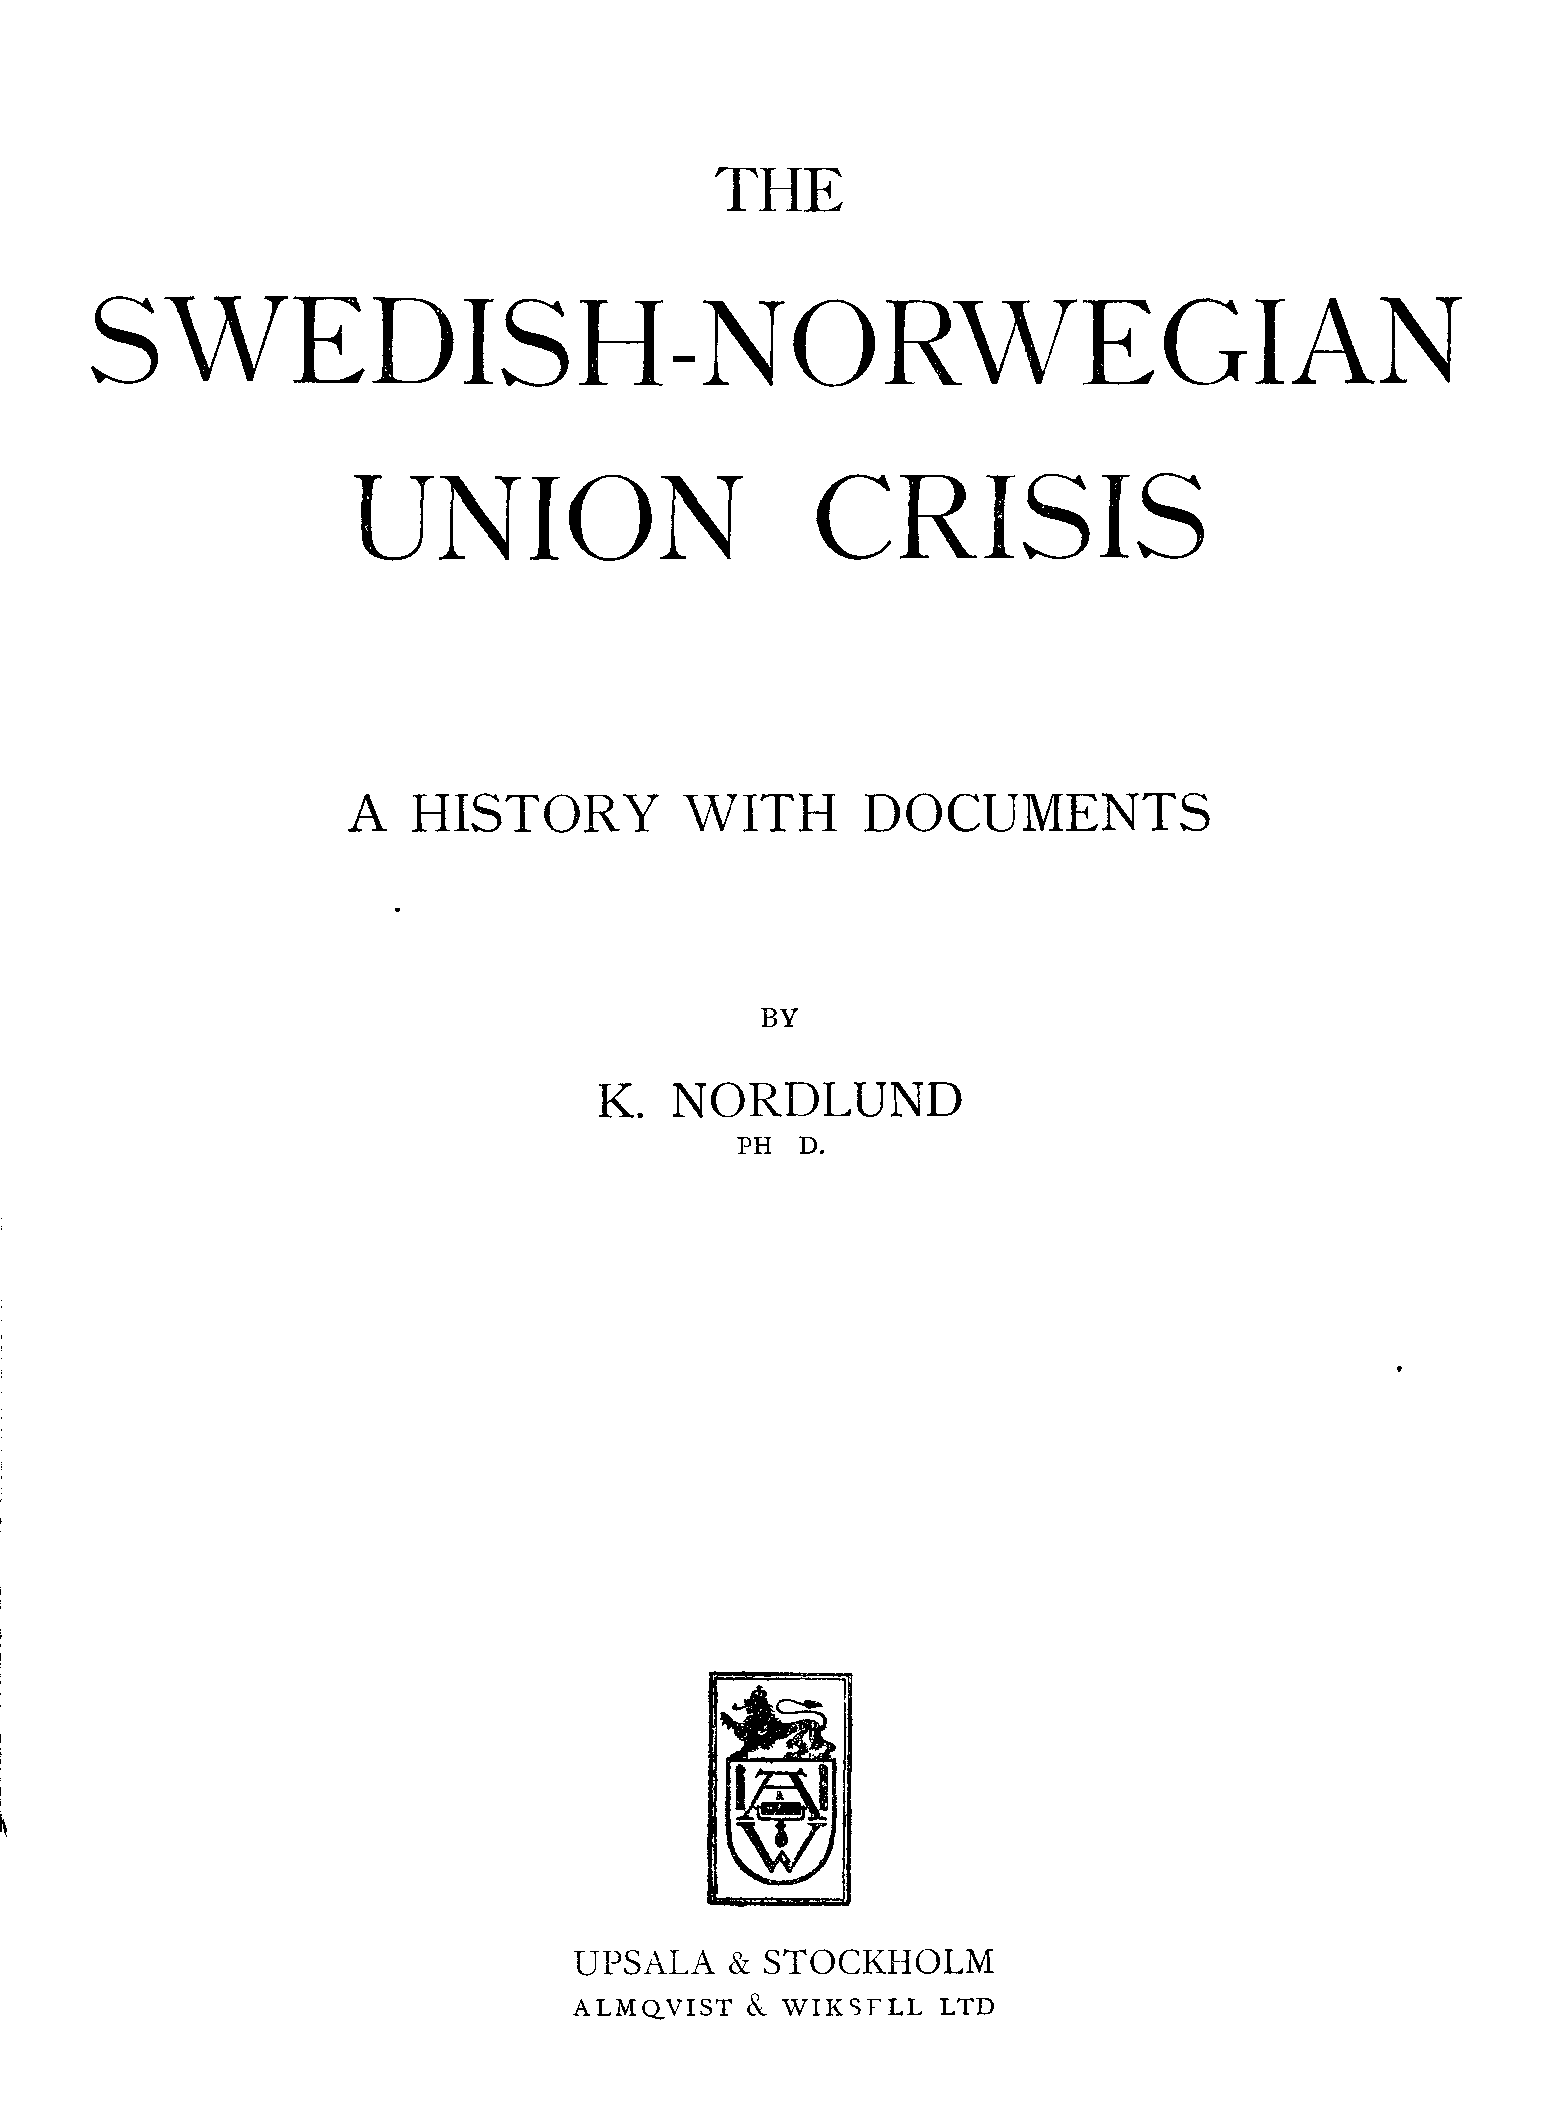 THE
SWEDISH-NORWEGIAN
UNION CRISIS
A HISTORY WITH DOCUMENTS
BY
K. NORDLUND
PH D.
A
W
UPSALA & STOCKHOLM
ALMQVIST & WIKSELL LTD